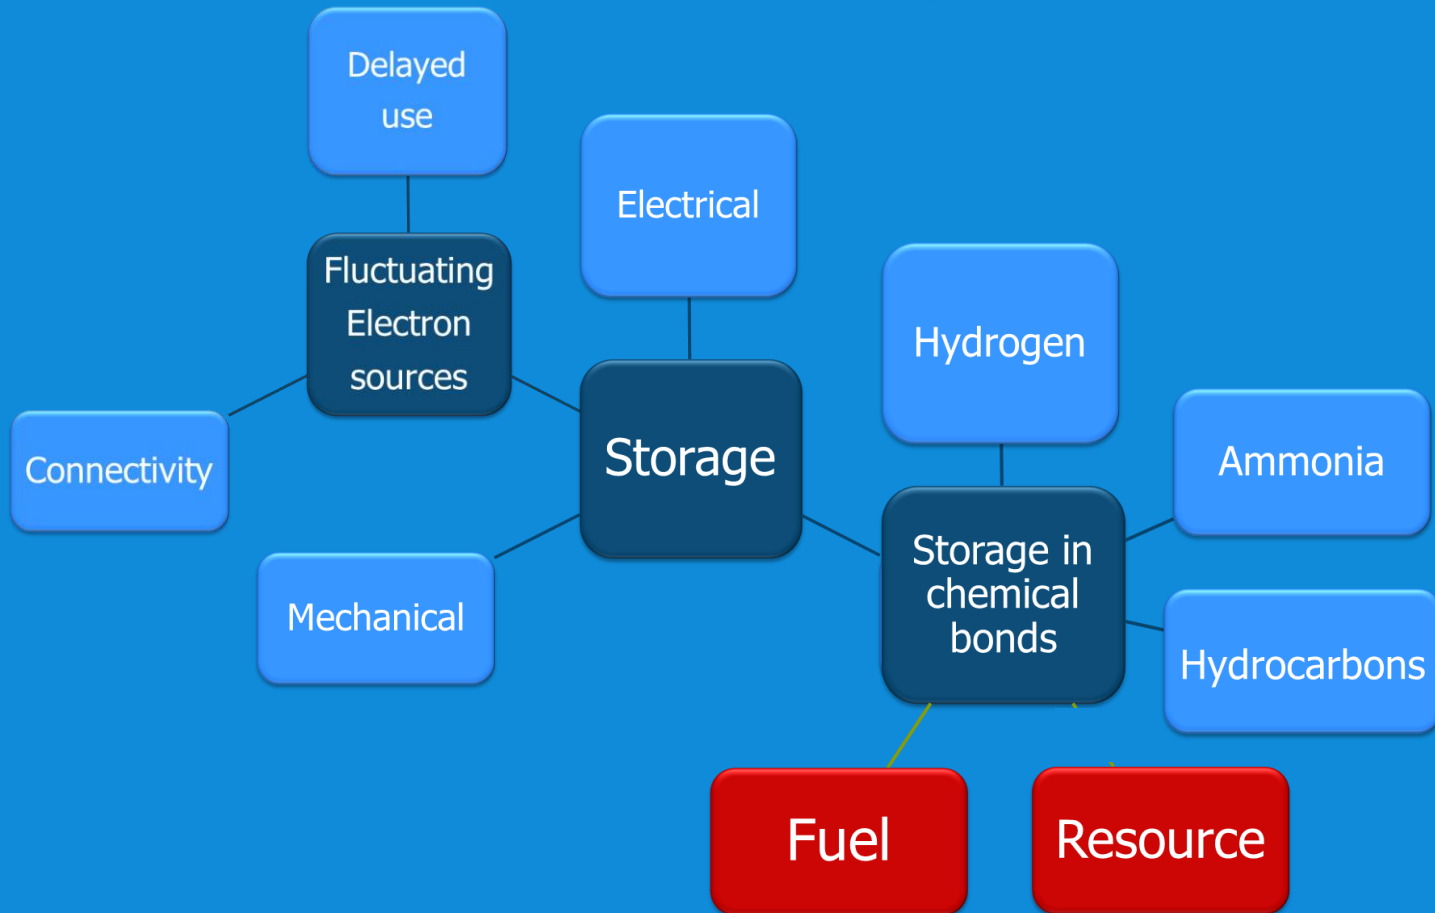 Delayed
use
Electrical
Fluctuating
Electron
sources
Hydrogen
Connectivity
Storage
Ammonia
Mechanical
Storage in
chemical
bonds
Hydrocarbons
Fuel
Resource